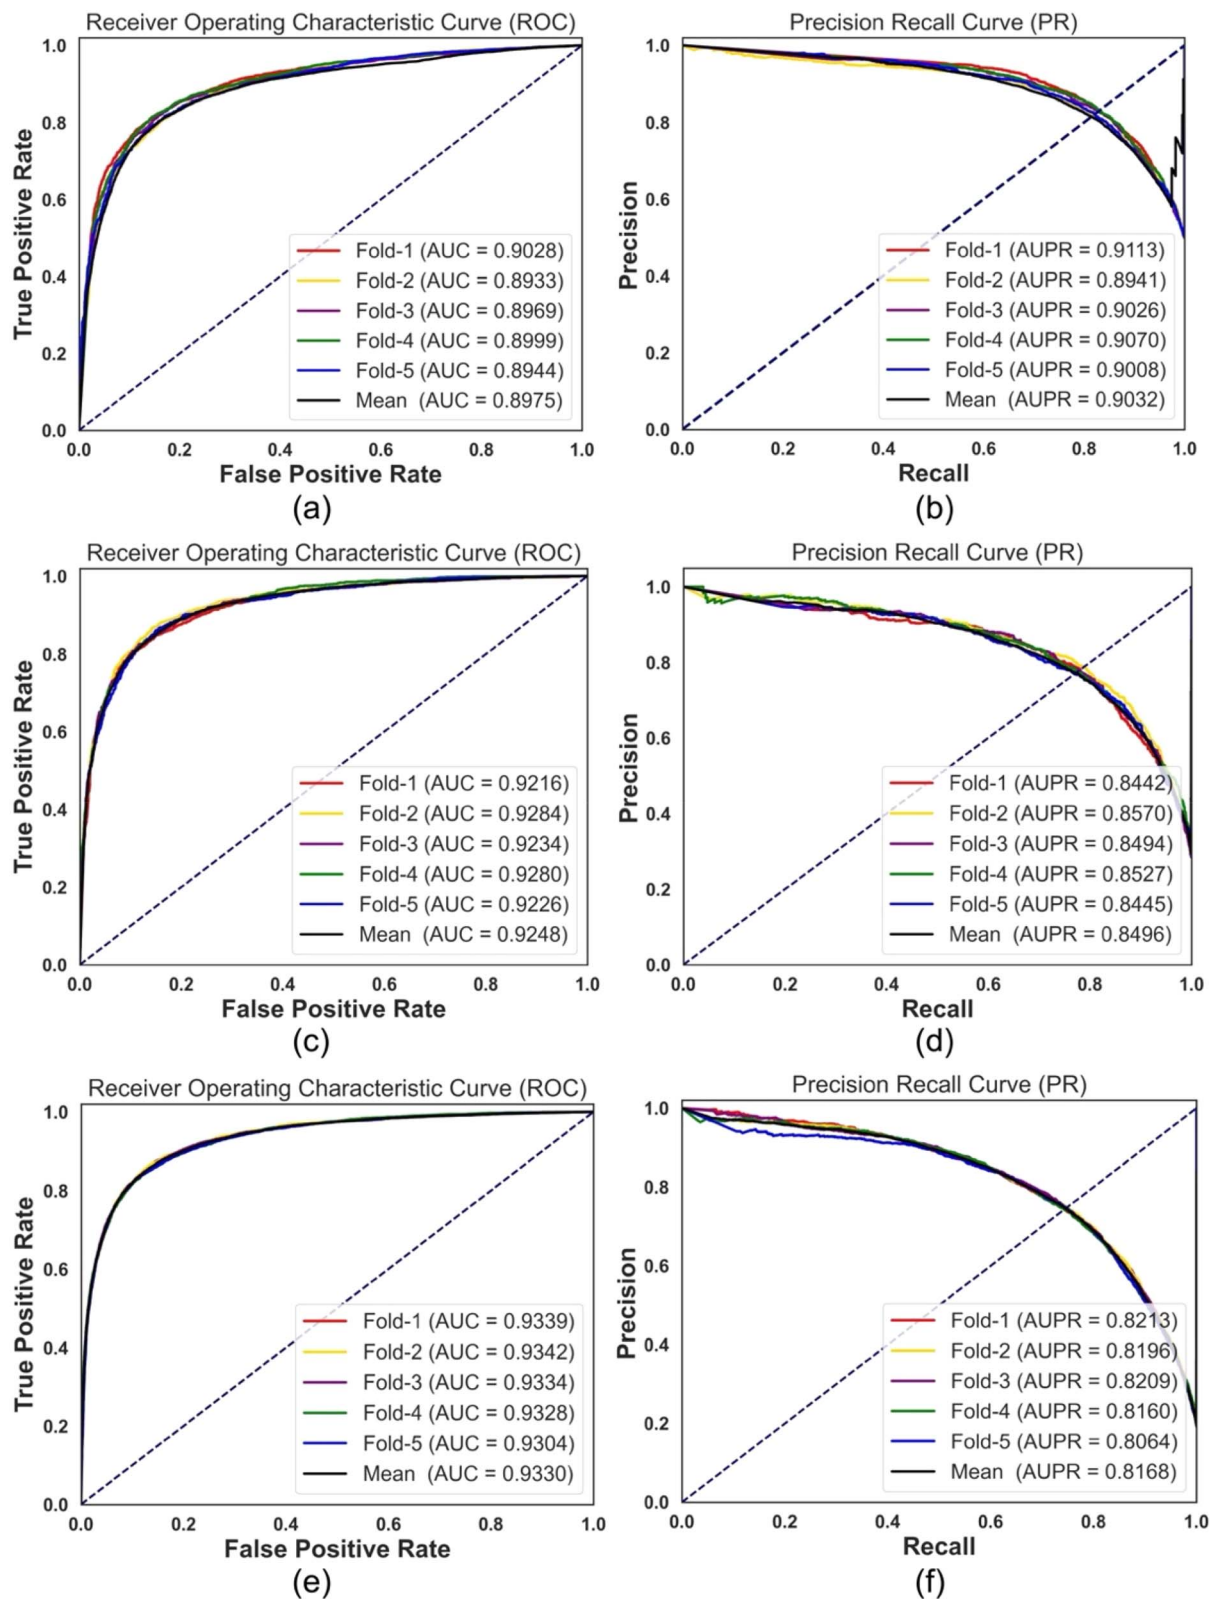 Receiver Operating Characteristic Curve (ROC)
1.0
0.8
0.6
0.4
0.2
0.0
True Positive Rate
Fold-1 (AUC = 0.9028)
Fold-2 (AUC = 0.8933)
Fold-3 (AUC = 0.8969)
Fold-4 (AUC = 0.8999)
Fold-5 (AUC = 0.8944)
Mean (AUC = 0.8975)
0.0 0.2 0.4 0.6 0.8 1.0
False Positive Rate
(a)
Precision Recall Curve (PR)
1.0
0.8
0.6
0.4
0.2
0.0
Precision
Fold-1 (AUPR = 0.9113)
Fold-2 (AUPR = 0.8941)
Fold-3 (AUPR = 0.9026)
Fold-4 (AUPR = 0.9070)
Fold-5 (AUPR = 0.9008)
Mean (AUPR = 0.9032)
0.0 0.2 0.4 0.6 0.8 1.0
Recall
(b)
Receiver Operating Characteristic Curve (ROC)
1.0
0.8
0.6
0.4
0.2
0.0
True Positive Rate
Fold-1 (AUC = 0.9216)
Fold-2 (AUC = 0.9284)
Fold-3 (AUC = 0.9234)
Fold-4 (AUC = 0.9280)
Fold-5 (AUC = 0.9226)
Mean (AUC = 0.9248)
0.0 0.2 0.4 0.6 0.8 1.0
False Positive Rate
(c)
Precision Recall Curve (PR)
1.0
0.8
0.6
0.4
0.2
0.0
Precision
Fold-1 (AUPR = 0.8442)
Fold-2 (AUPR = 0.8570)
Fold-3 (AUPR = 0.8494)
Fold-4 (AUPR = 0.8527)
Fold-5 (AUPR = 0.8445)
Mean (AUPR = 0.8496)
0.0 0.2 0.4 0.6 0.8 1.0
Recall
(d)
Receiver Operating Characteristic Curve (ROC)
1.0
0.8
0.6
0.4
0.2
0.0
True Positive Rate
Fold-1 (AUC = 0.9339)
Fold-2 (AUC = 0.9342)
Fold-3 (AUC = 0.9334)
Fold-4 (AUC = 0.9328)
Fold-5 (AUC = 0.9304)
Mean (AUC = 0.9330)
0.0 0.2 0.4 0.6 0.8 1.0
False Positive Rate
(e)
Precision Recall Curve (PR)
1.0
0.8
0.6
0.4
0.2
0.0
Precision
Fold-1 (AUPR = 0.8213)
Fold-2 (AUPR = 0.8196)
Fold-3 (AUPR = 0.8209)
Fold-4 (AUPR = 0.8160)
Fold-5 (AUPR = 0.8064)
Mean (AUPR = 0.8168)
0.0 0.2 0.4 0.6 0.8 1.0
Recall
(f)